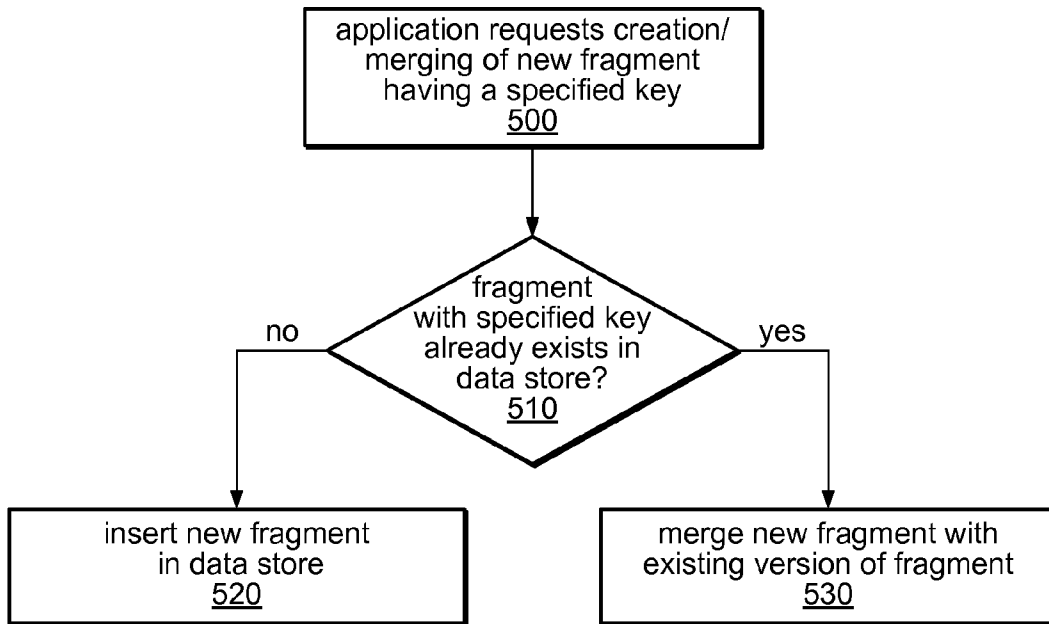 application requests creation/
merging of new fragment
having a specified key
500
fragment
with specified key
already exists in
data store?
510
no
yes
insert new fragment
in data store
520
merge new fragment with
existing version of fragment
530